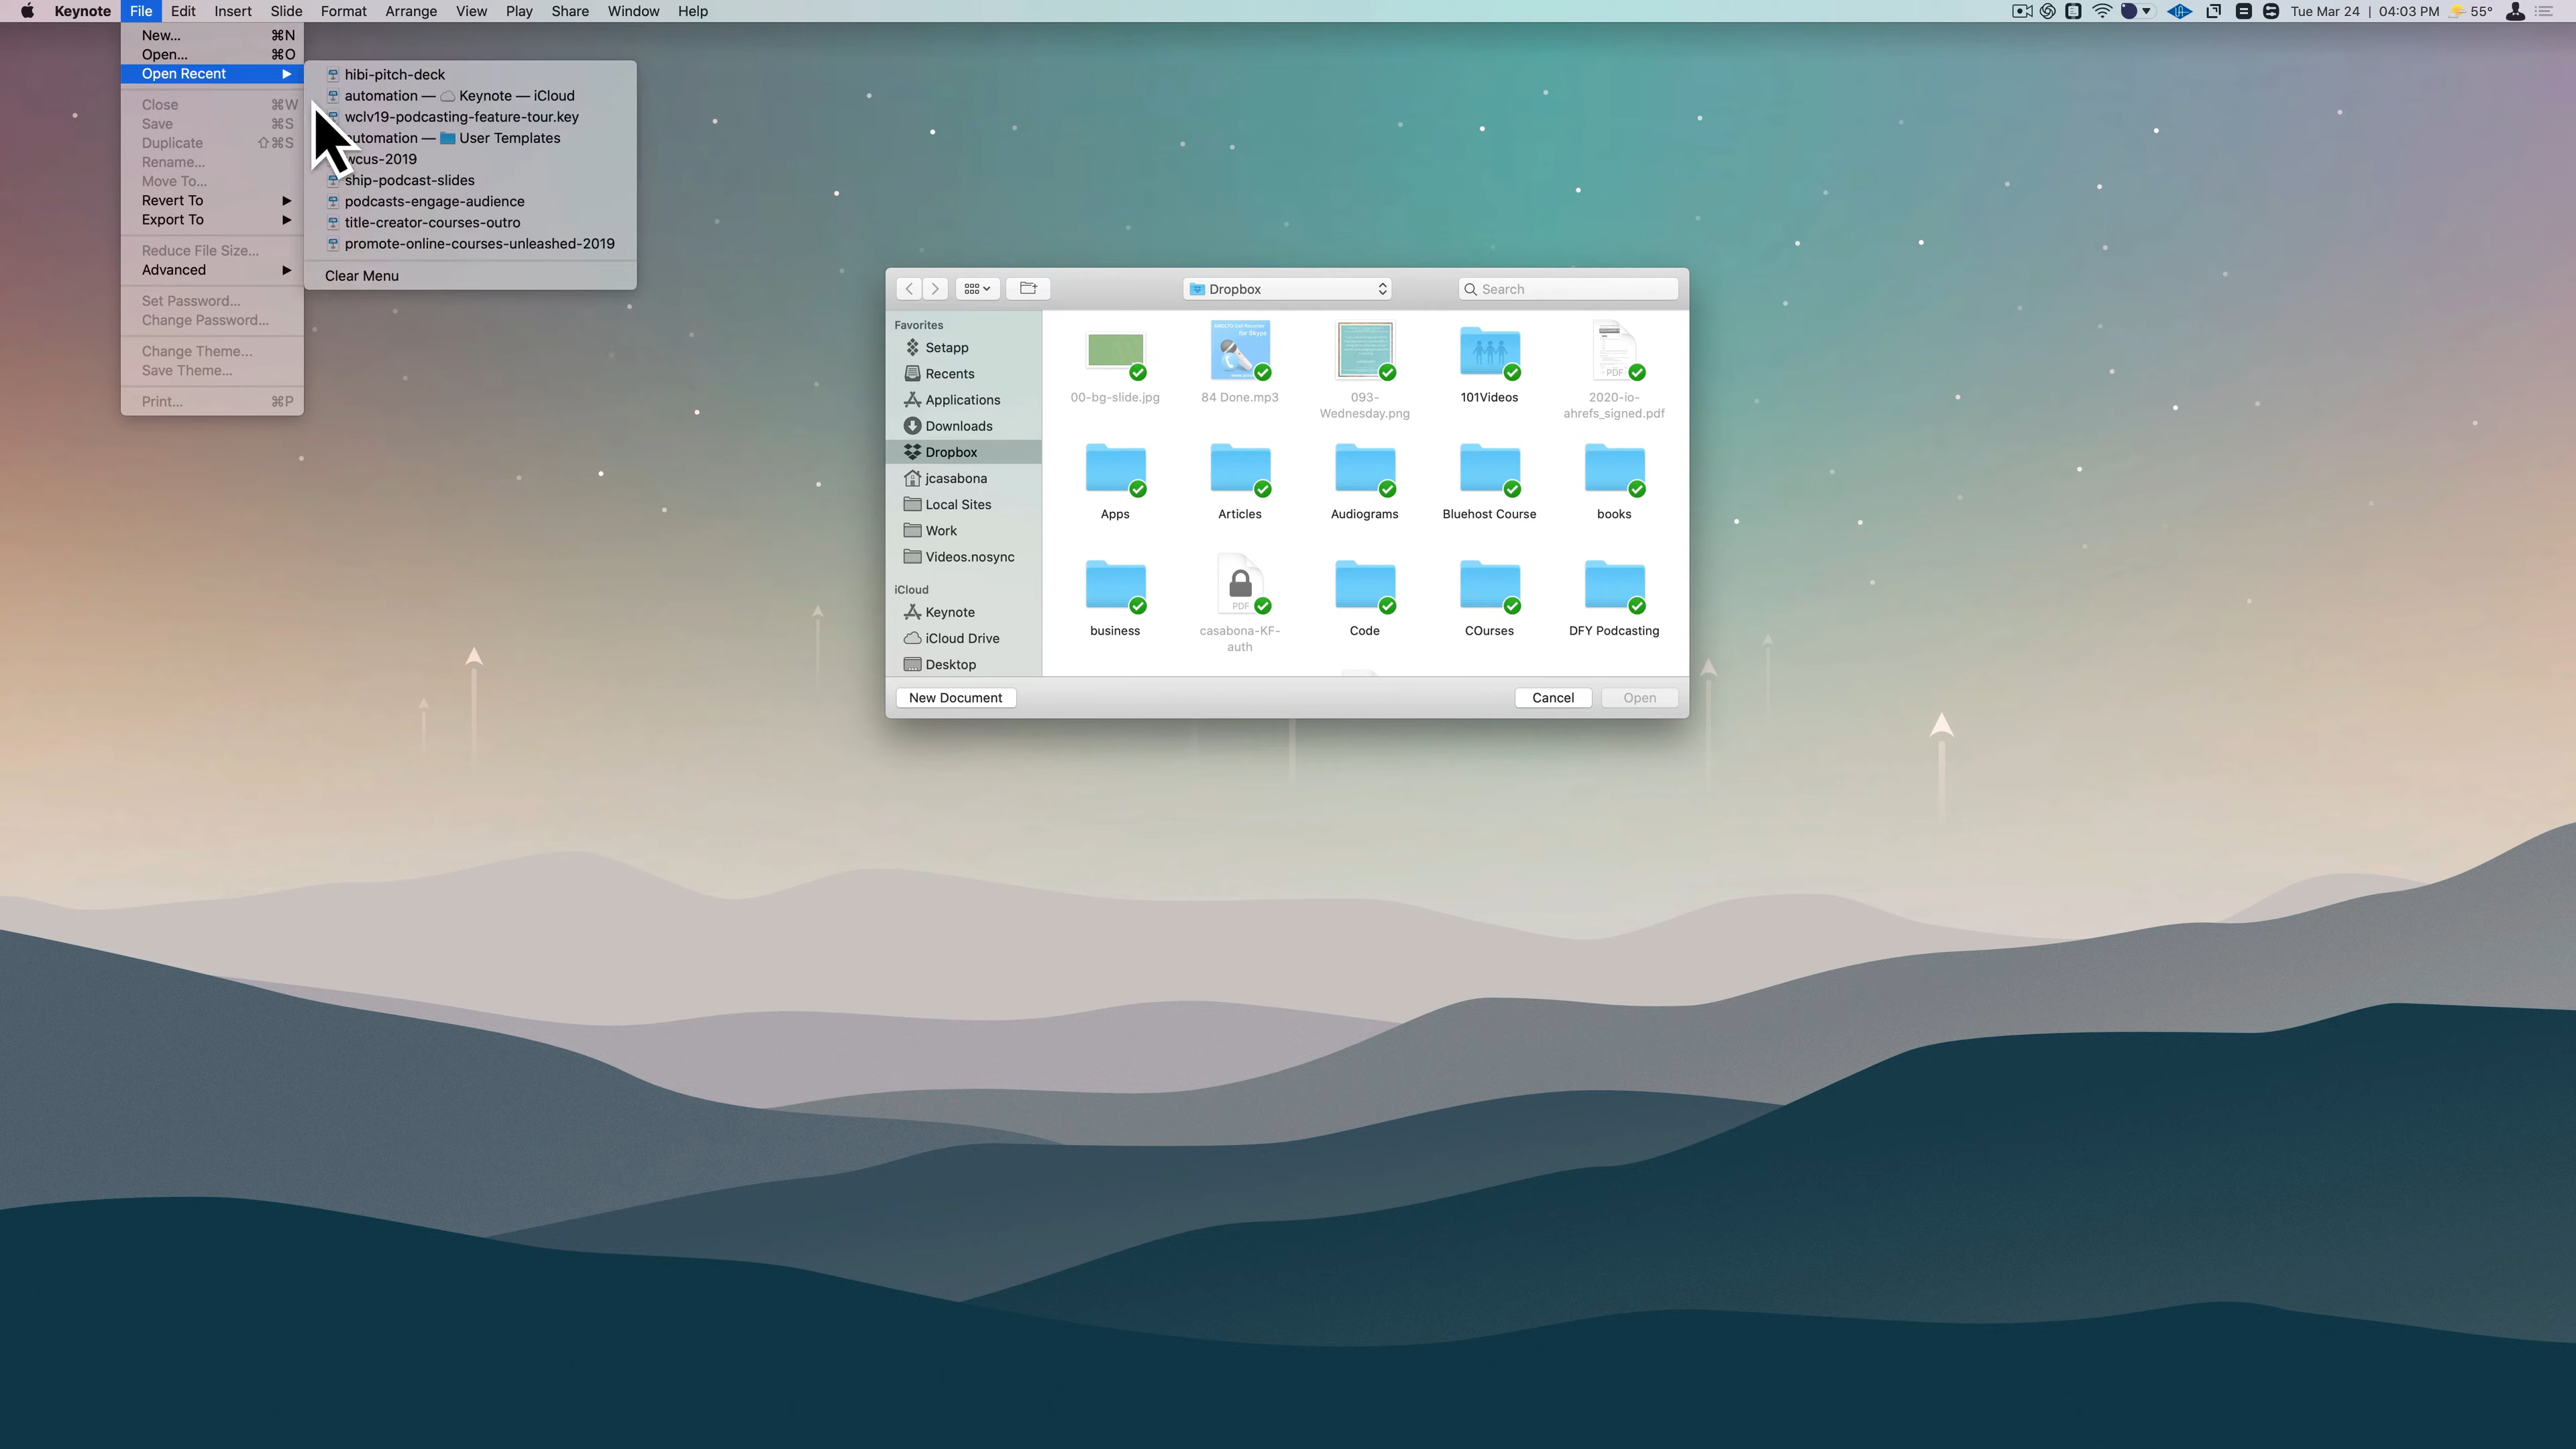 Keynote File Edit Insert Slide Format Arrange View Play Share Window Help
Tue Mar 24 | 04:03 PM 55°
New... ⌘N
Open... ⌘O
Open Recent ▶
Close ⌘W
Save ⌘S
Duplicate ⇧⌘S
Rename...
Move To...
Revert To ▶
Export To ▶
Reduce File Size...
Advanced ▶
Set Password...
Change Password...
Change Theme...
Save Theme...
Print... ⌘P
hibi-pitch-deck
automation — Keynote — iCloud
wclv19-podcasting-feature-tour.key
automation — User Templates
wcus-2019
ship-podcast-slides
podcasts-engage-audience
title-creator-courses-outro
promote-online-courses-unleashed-2019
Clear Menu
Dropbox
Search
Favorites
Setapp
Recents
Applications
Downloads
Dropbox
jcasabona
Local Sites
Work
Videos.nosync
iCloud
Keynote
iCloud Drive
Desktop
for Skype
PDF
00-bg-slide.jpg
84 Done.mp3
093-
Wednesday.png
101Videos
2020-io-
ahrefs_signed.pdf
Apps
Articles
Audiograms
Bluehost Course
books
PDF
business
casabona-KF-
auth
Code
COurses
DFY Podcasting
New Document
Cancel
Open